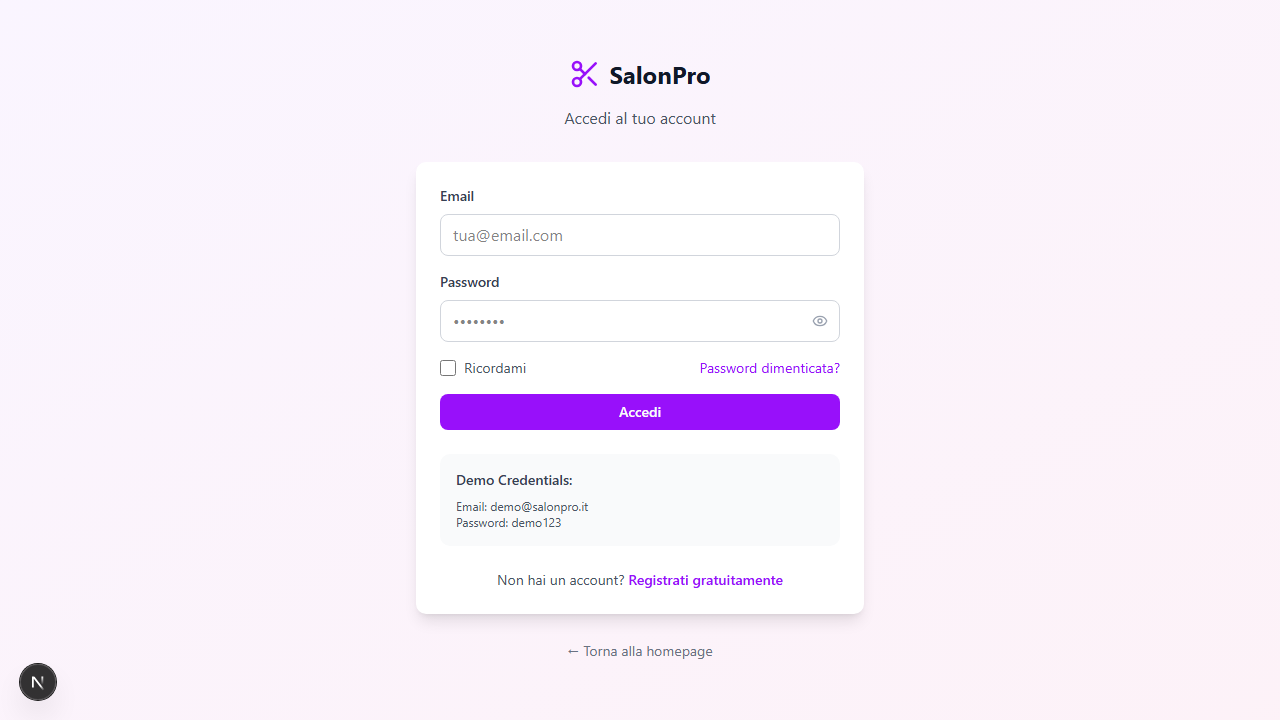 SalonPro
Accedi al tuo account
Email
tua@email.com
Password
••••••••
Ricordami
Password dimenticata?
Accedi
Demo Credentials:
Email: demo@salonpro.it
Password: demo123
Non hai un account? Registrati gratuitamente
← Torna alla homepage
N